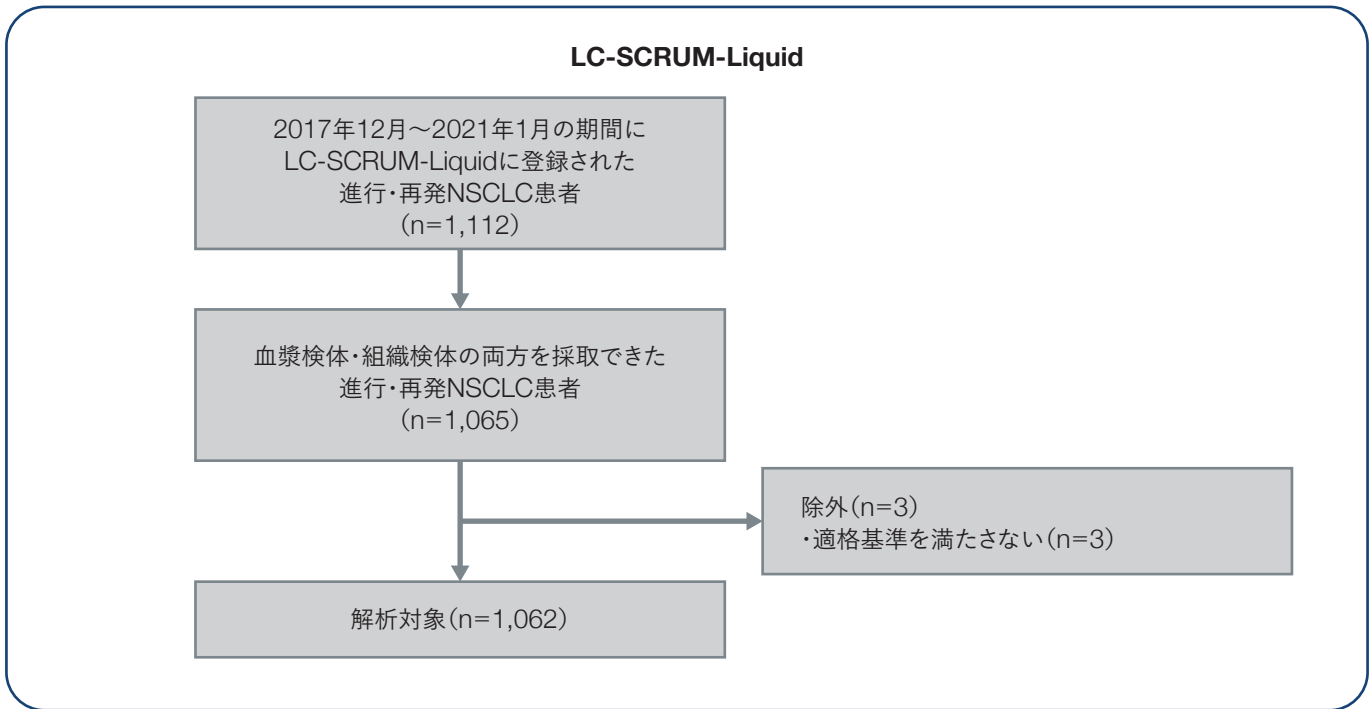 LC-SCRUM-Liquid
2017年12月～2021年1月の期間に
LC-SCRUM-Liquidに登録された
進行・再発NSCLC患者
（n=1,112）
血漿検体・組織検体の両方を採取できた
進行・再発NSCLC患者
（n=1,065）
除外（n=3）
・適格基準を満たさない（n=3）
解析対象（n=1,062）